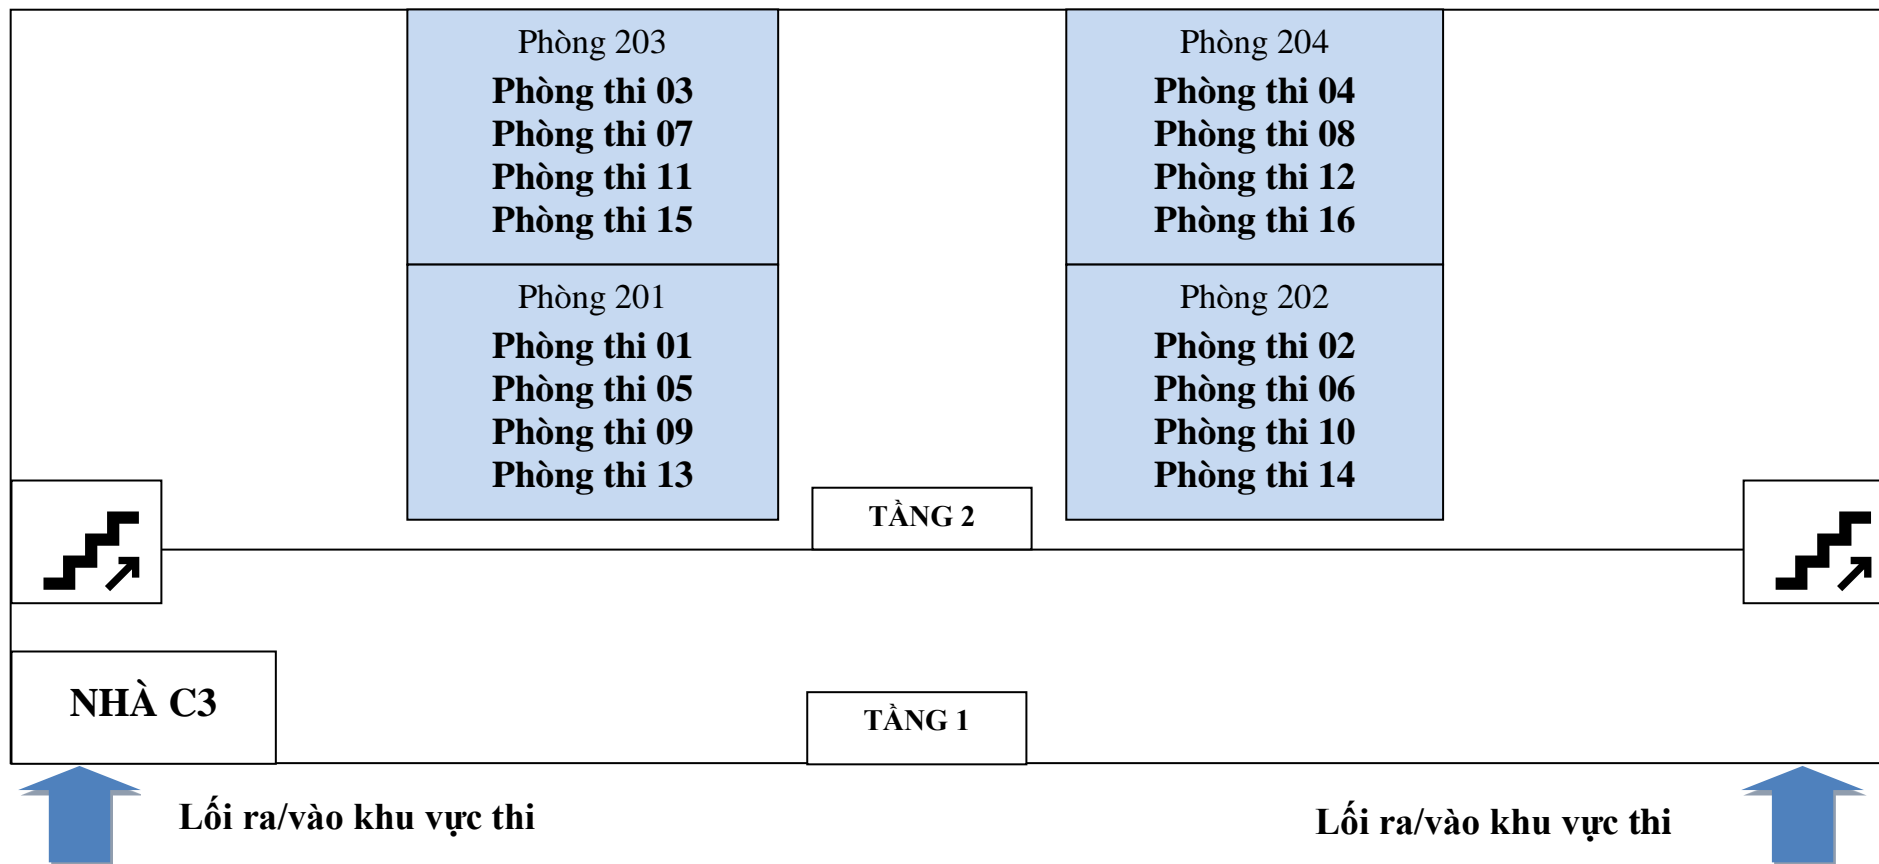 Phòng 203
Phòng thi 03
Phòng thi 07
Phòng thi 11
Phòng thi 15
Phòng 204
Phòng thi 04
Phòng thi 08
Phòng thi 12
Phòng thi 16
Phòng 201
Phòng thi 01
Phòng thi 05
Phòng thi 09
Phòng thi 13
Phòng 202
Phòng thi 02
Phòng thi 06
Phòng thi 10
Phòng thi 14
TẦNG 2
NHÀ C3
TẦNG 1
Lối ra/vào khu vực thi
Lối ra/vào khu vực thi